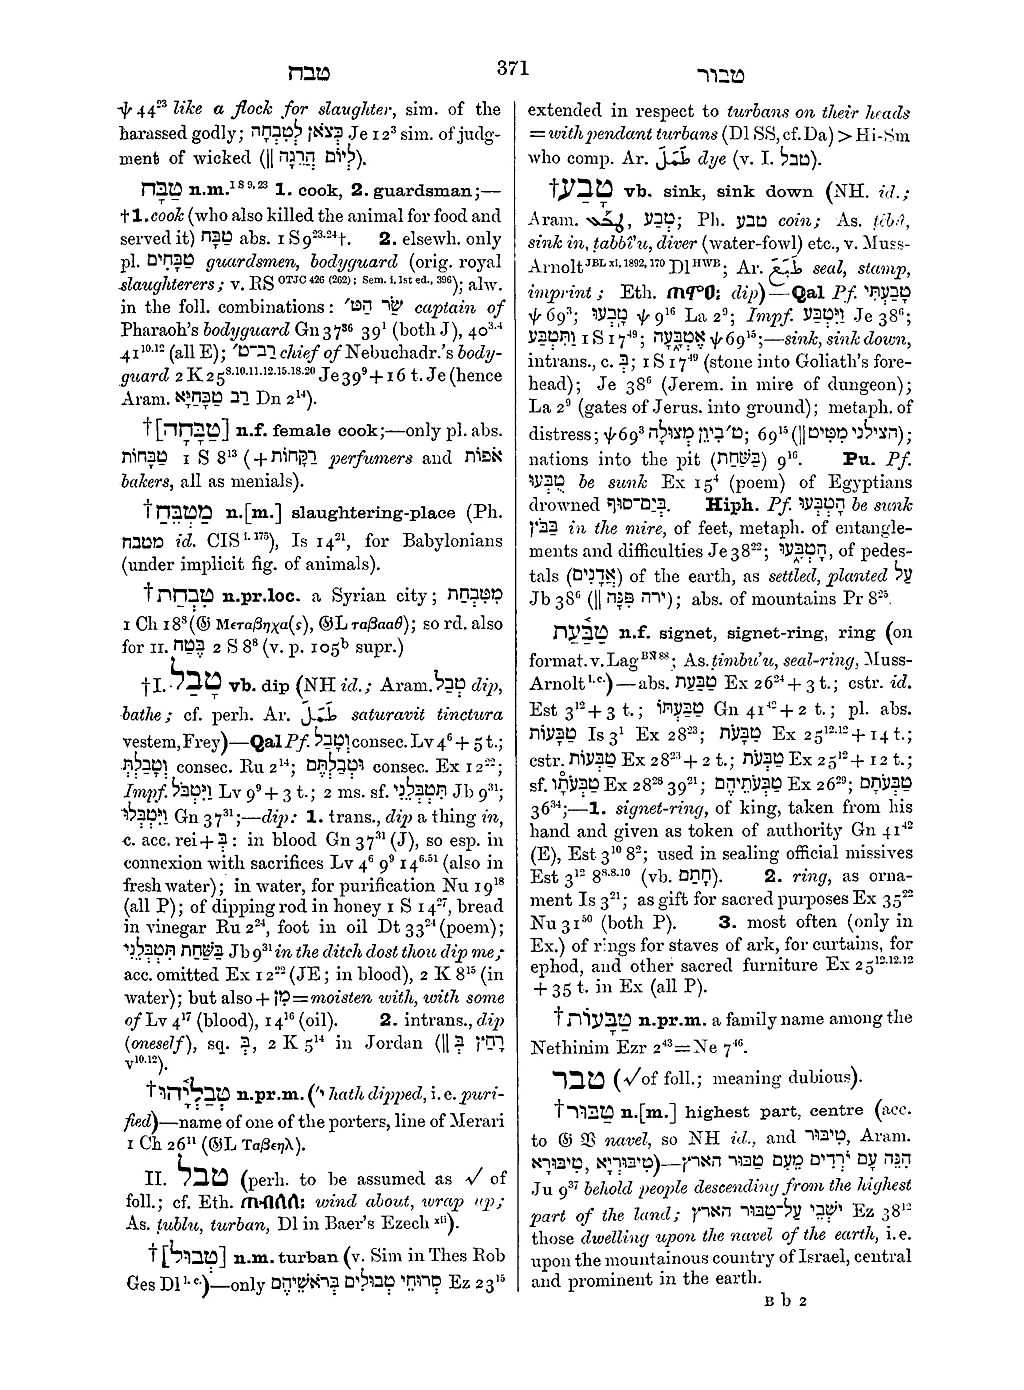 טבח
371
טבור
ψ 44²³ like a flock for slaughter, sim. of the
harassed godly; כְּצֹאן לְטִבְחָה Je 12³ sim. of judg-
ment of wicked (|| לְיוֹם הֲרֵגָה).
טַבָּח n.m.¹ ˢ ⁹,²³ 1. cook, 2. guardsman;—
†1. cook (who also killed the animal for food and
served it) טַבָּח abs. 1 S 9²³·²⁴†. 2. elsewh. only
pl. טַבָּחִים guardsmen, bodyguard (orig. royal
slaughterers; v. RS OTJC 426 (262); Sem. i. 1st ed., 396); alw.
in the foll. combinations: שַׂר הַטּ׳ captain of
Pharaoh's bodyguard Gn 37³⁶ 39¹ (both J), 40³·⁴
41¹⁰·¹² (all E); רַב־ט׳ chief of Nebuchadr.'s body-
guard 2 K 25⁸·¹⁰·¹¹·¹²·¹⁵·¹⁸·²⁰ Je 39⁹ + 16 t. Je (hence
Aram. רַב טַבָּחַיָּא Dn 2¹⁴).
†[טַבָּחָה] n.f. female cook;—only pl. abs.
טַבָּחוֹת 1 S 8¹³ (+ רַקָּחוֹת perfumers and אֹפוֹת
bakers, all as menials).
†מַטְבֵּחַ n.[m.] slaughtering-place (Ph.
מטבח id. CIS ᴵ· ¹⁷⁵), Is 14²¹, for Babylonians
(under implicit fig. of animals).
†טִבְחַת n.pr.loc. a Syrian city; מִטִּבְחַת
1 Ch 18⁸ (𝔊 Μεταβηχα(ς), 𝔊L ταβααθ); so rd. also
for II. בֶּטַח 2 S 8⁸ (v. p. 105ᵇ supr.)
†I. טָבַל vb. dip (NH id.; Aram. טְבַל dip,
bathe; cf. perh. Ar. طَبَلَ saturavit tinctura
vestem, Frey)—Qal Pf. וְטָבַל consec. Lv 4⁶ + 5 t.;
וְטָבַלְתְּ consec. Ru 2¹⁴; וּטְבַלְתֶּם consec. Ex 12²²;
Impf. וַיִּטְבֹּל Lv 9⁹ + 3 t.; 2 ms. sf. תִּטְבְּלֵנִי Jb 9³¹;
וַיִּטְבְּלוּ Gn 37³¹;—dip: 1. trans., dip a thing in,
c. acc. rei + בְּ: in blood Gn 37³¹ (J), so esp. in
connexion with sacrifices Lv 4⁶ 9⁹ 14⁶·⁵¹ (also in
fresh water); in water, for purification Nu 19¹⁸
(all P); of dipping rod in honey 1 S 14²⁷, bread
in vinegar Ru 2²⁴, foot in oil Dt 33²⁴ (poem);
בַּשַּׁחַת תִּטְבְּלֵנִי Jb 9³¹ in the ditch dost thou dip me;
acc. omitted Ex 12²² (JE; in blood), 2 K 8¹⁵ (in
water); but also + מִן = moisten with, with some
of Lv 4¹⁷ (blood), 14¹⁶ (oil). 2. intrans., dip
(oneself), sq. בְּ, 2 K 5¹⁴ in Jordan (|| רָחַץ בְּ
v¹⁰·¹²).
†טְבַלְיָהוּ n.pr.m. (י׳ hath dipped, i.e. puri-
fied)—name of one of the porters, line of Merari
1 Ch 26¹¹ (𝔊L Ταβεηλ).
II. טבל (perh. to be assumed as √ of
foll.; cf. Eth. wind about, wrap up;
As. ṭublu, turban, Dl in Baer's Ezech ˣⁱⁱ).
†[טְבוּל] n.m. turban (v. Sim in Thes Rob
Ges Dl ˡ· ᶜ·)—only סְרוּחֵי טְבוּלִים בְּרָאשֵׁיהֶם Ez 23¹⁵
extended in respect to turbans on their heads
= with pendant turbans (Dl SS, cf. Da) > Hi-Sm
who comp. Ar. طَبَلَ dye (v. I. טבל).
†טָבַע vb. sink, sink down (NH. id.;
Aram. טְבַע, ; Ph. טבע coin; As. ṭibû,
sink in, ṭabbîʾu, diver (water-fowl) etc., v. Muss-
Arnolt JBL xi, 1892, 170 Dl HWB; Ar. طَبَعَ seal, stamp,
imprint; Eth. dip)—Qal Pf. טָבַעְתִּי
ψ 69³; טָבְעוּ ψ 9¹⁶ La 2⁹; Impf. וַיִּטְבַּע Je 38⁶;
וַתִּטְבַּע 1 S 17⁴⁹; אֶטְבָּעָה ψ 69¹⁵;—sink, sink down,
intrans., c. בְּ; 1 S 17⁴⁹ (stone into Goliath's fore-
head); Je 38⁶ (Jerem. in mire of dungeon);
La 2⁹ (gates of Jerus. into ground); metaph. of
distress; ψ 69³ ט׳ בִּיוֵן מְצוּלָה; 69¹⁵ (|| הצילני מִטִּיט);
nations into the pit (בְּשַׁחַת) 9¹⁶. Pu. Pf.
טֻבְּעוּ be sunk Ex 15⁴ (poem) of Egyptians
drowned בְּיַם־סוּף. Hiph. Pf. הָטְבְּעוּ be sunk
בַּבֹּץ in the mire, of feet, metaph. of entangle-
ments and difficulties Je 38²²; הָטְבָּעוּ, of pedes-
tals (אֲדָנִים) of the earth, as settled, planted עַל
Jb 38⁶ (|| ירה פִּנָּה); abs. of mountains Pr 8²⁵.
טַבַּעַת n.f. signet, signet-ring, ring (on
format. v. Lag BN 88; As. ṭimbuʾu, seal-ring, Muss-
Arnolt ˡ·ᶜ·)—abs. טַבַּעַת Ex 26²⁴ + 3 t.; cstr. id.
Est 3¹² + 3 t.; טַבַּעְתּוֹ Gn 41⁴² + 2 t.; pl. abs.
טַבָּעוֹת Is 3¹ Ex 28²³; טַבָּעֹת Ex 25¹²·¹² + 14 t.;
cstr. טַבְּעוֹת Ex 28²³ + 2 t.; טַבְּעֹת Ex 25¹² + 12 t.;
sf. טַבְּעֹתָו Ex 28²⁸ 39²¹; טַבְּעֹתֵיהֶם Ex 26²⁹; טַבְּעֹתָם
36³⁴;—1. signet-ring, of king, taken from his
hand and given as token of authority Gn 41⁴²
(E), Est 3¹⁰ 8²; used in sealing official missives
Est 3¹² 8⁸·⁸·¹⁰ (vb. חָתַם). 2. ring, as orna-
ment Is 3²¹; as gift for sacred purposes Ex 35²²
Nu 31⁵⁰ (both P). 3. most often (only in
Ex.) of rings for staves of ark, for curtains, for
ephod, and other sacred furniture Ex 25¹²·¹²·¹²
+ 35 t. in Ex (all P).
†טַבָּעוֹת n.pr.m. a family name among the
Nethinim Ezr 2⁴³ = Ne 7⁴⁶.
טבר (√ of foll.; meaning dubious).
†טַבּוּר n.[m.] highest part, centre (acc.
to 𝔊 𝔙 navel, so NH id., and טיבור, Aram.
טִיבּוּרָא, טִיבּוּרְיָא)—הִנֵּה עָם יֹרְדִים מֵעִם טַבּוּר הארץ
Ju 9³⁷ behold people descending from the highest
part of the land; ישְׁבֵי עַל־טַבּוּר הארץ Ez 38¹²
those dwelling upon the navel of the earth, i.e.
upon the mountainous country of Israel, central
and prominent in the earth.
B b 2